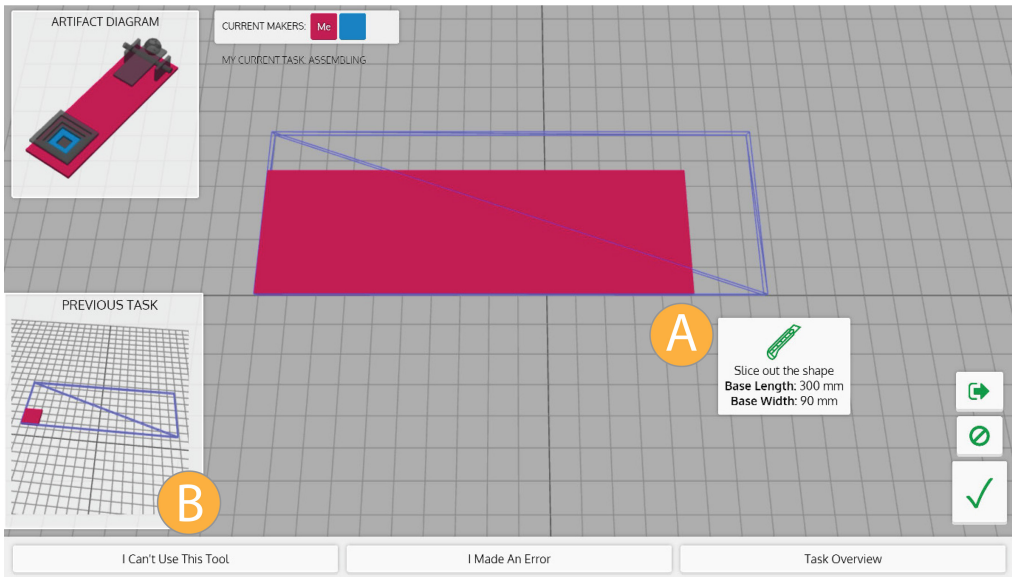 ARTIFACT DIAGRAM
CURRENT MAKERS: Me
MY CURRENT TASK: ASSEMBLING
PREVIOUS TASK
A
Slice out the shape
Base Length: 300 mm
Base Width: 90 mm
B
I Can't Use This Tool
I Made An Error
Task Overview